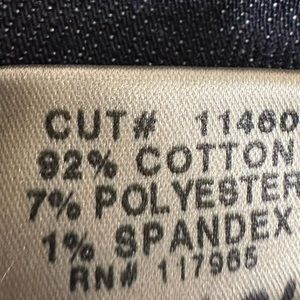 CUT# 11460
92% COTTON
7% POLYESTER
1% SPANDEX
RN# 117965